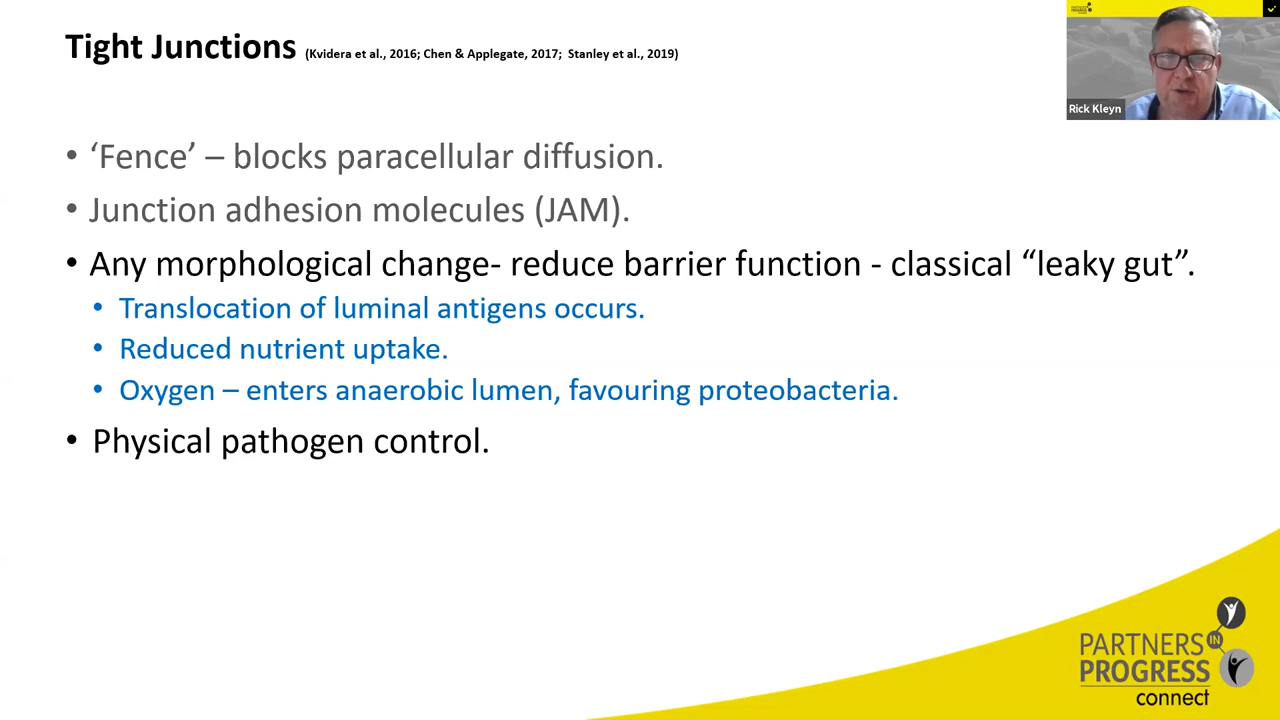 Tight Junctions (Kvidera et al., 2016; Chen & Applegate, 2017; Stanley et al., 2019)
PARTNERS
PROGRESS
Rick Kleyn
• ‘Fence’ – blocks paracellular diffusion.
• Junction adhesion molecules (JAM).
• Any morphological change- reduce barrier function - classical “leaky gut”.
• Translocation of luminal antigens occurs.
• Reduced nutrient uptake.
• Oxygen – enters anaerobic lumen, favouring proteobacteria.
• Physical pathogen control.
PARTNERS IN
PROGRESS
connect